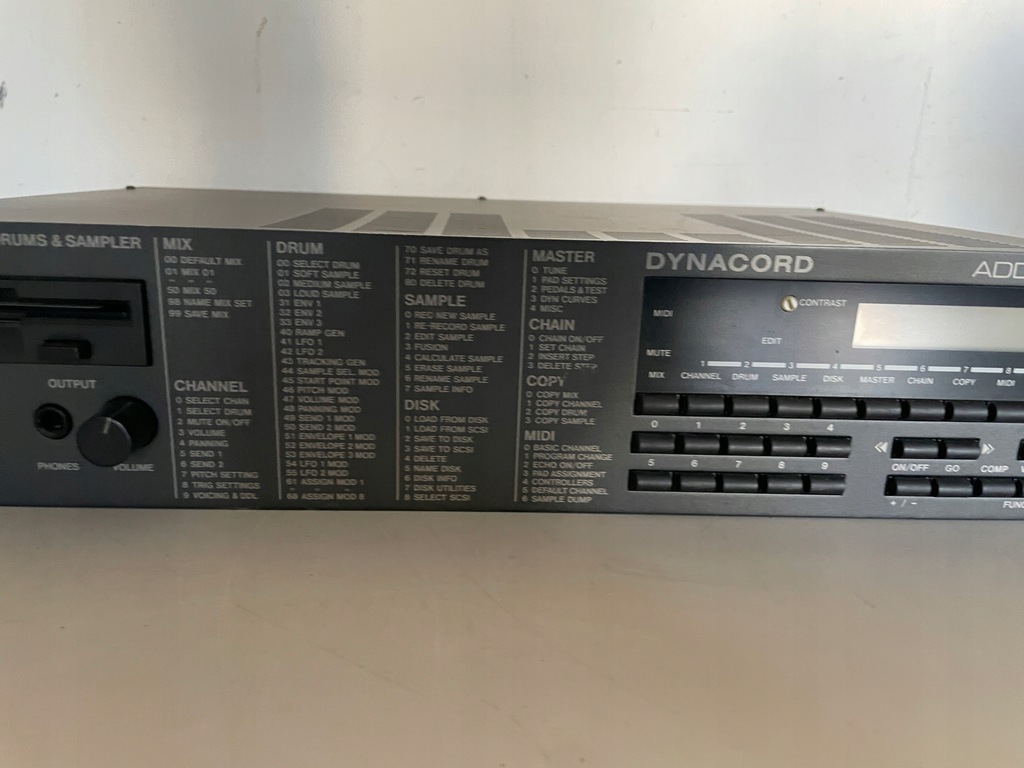 DRUMS & SAMPLER
OUTPUT
PHONES
VOLUME
MIX
00 DEFAULT MIX
01 MIX 01
50 MIX 50
98 NAME MIX SET
99 SAVE MIX
CHANNEL
0 SELECT CHAN
1 SELECT DRUM
2 MUTE ON/OFF
3 VOLUME
4 PANNING
5 SEND 1
6 SEND 2
7 PITCH SETTING
8 TRIG SETTINGS
9 VOICING & DDL
DRUM
00 SELECT DRUM
01 SOFT SAMPLE
02 MEDIUM SAMPLE
03 LOUD SAMPLE
31 ENV 1
32 ENV 2
33 ENV 3
40 RAMP GEN
41 LFO 1
42 LFO 2
43 TRACKING GEN
44 SAMPLE SEL. MOD
45 START POINT MOD
46 PITCH MOD
47 VOLUME MOD
48 PANNING MOD
49 SEND 1 MOD
50 SEND 2 MOD
51 ENVELOPE 1 MOD
52 ENVELOPE 2 MOD
53 ENVELOPE 3 MOD
54 LFO 1 MOD
55 LFO 2 MOD
61 ASSIGN MOD 1
68 ASSIGN MOD 8
70 SAVE DRUM AS
71 RENAME DRUM
72 RESET DRUM
80 DELETE DRUM
SAMPLE
0 REC NEW SAMPLE
1 RE-RECORD SAMPLE
2 EDIT SAMPLE
3 FUSION
4 CALCULATE SAMPLE
5 ERASE SAMPLE
6 RENAME SAMPLE
7 SAMPLE INFO
DISK
0 LOAD FROM DISK
1 LOAD FROM SCSI
2 SAVE TO DISK
3 SAVE TO SCSI
4 DELETE
5 NAME DISK
6 DISK INFO
7 DISK UTILITIES
8 SELECT SCSI
MASTER
0 TUNE
1 PAD SETTINGS
2 PEDALS & TEST
3 DYN CURVES
4 MISC
CHAIN
0 CHAIN ON/OFF
1 SET CHAIN
2 INSERT STEP
3 DELETE STEP
COPY
0 COPY MIX
1 COPY CHANNEL
2 COPY DRUM
3 COPY SAMPLE
MIDI
0 BASIC CHANNEL
1 PROGRAM CHANGE
2 ECHO ON/OFF
3 PAD ASSIGNMENT
4 CONTROLLERS
5 DEFAULT CHANNEL
6 SAMPLE DUMP
DYNACORD
ADD
MIDI
CONTRAST
MUTE
EDIT
1 2 3 4 5 6 7 8
MIX CHANNEL DRUM SAMPLE DISK MASTER CHAIN COPY MIDI
0 1 2 3 4
5 6 7 8 9
ON/OFF GO COMP
+ / -
FUNC